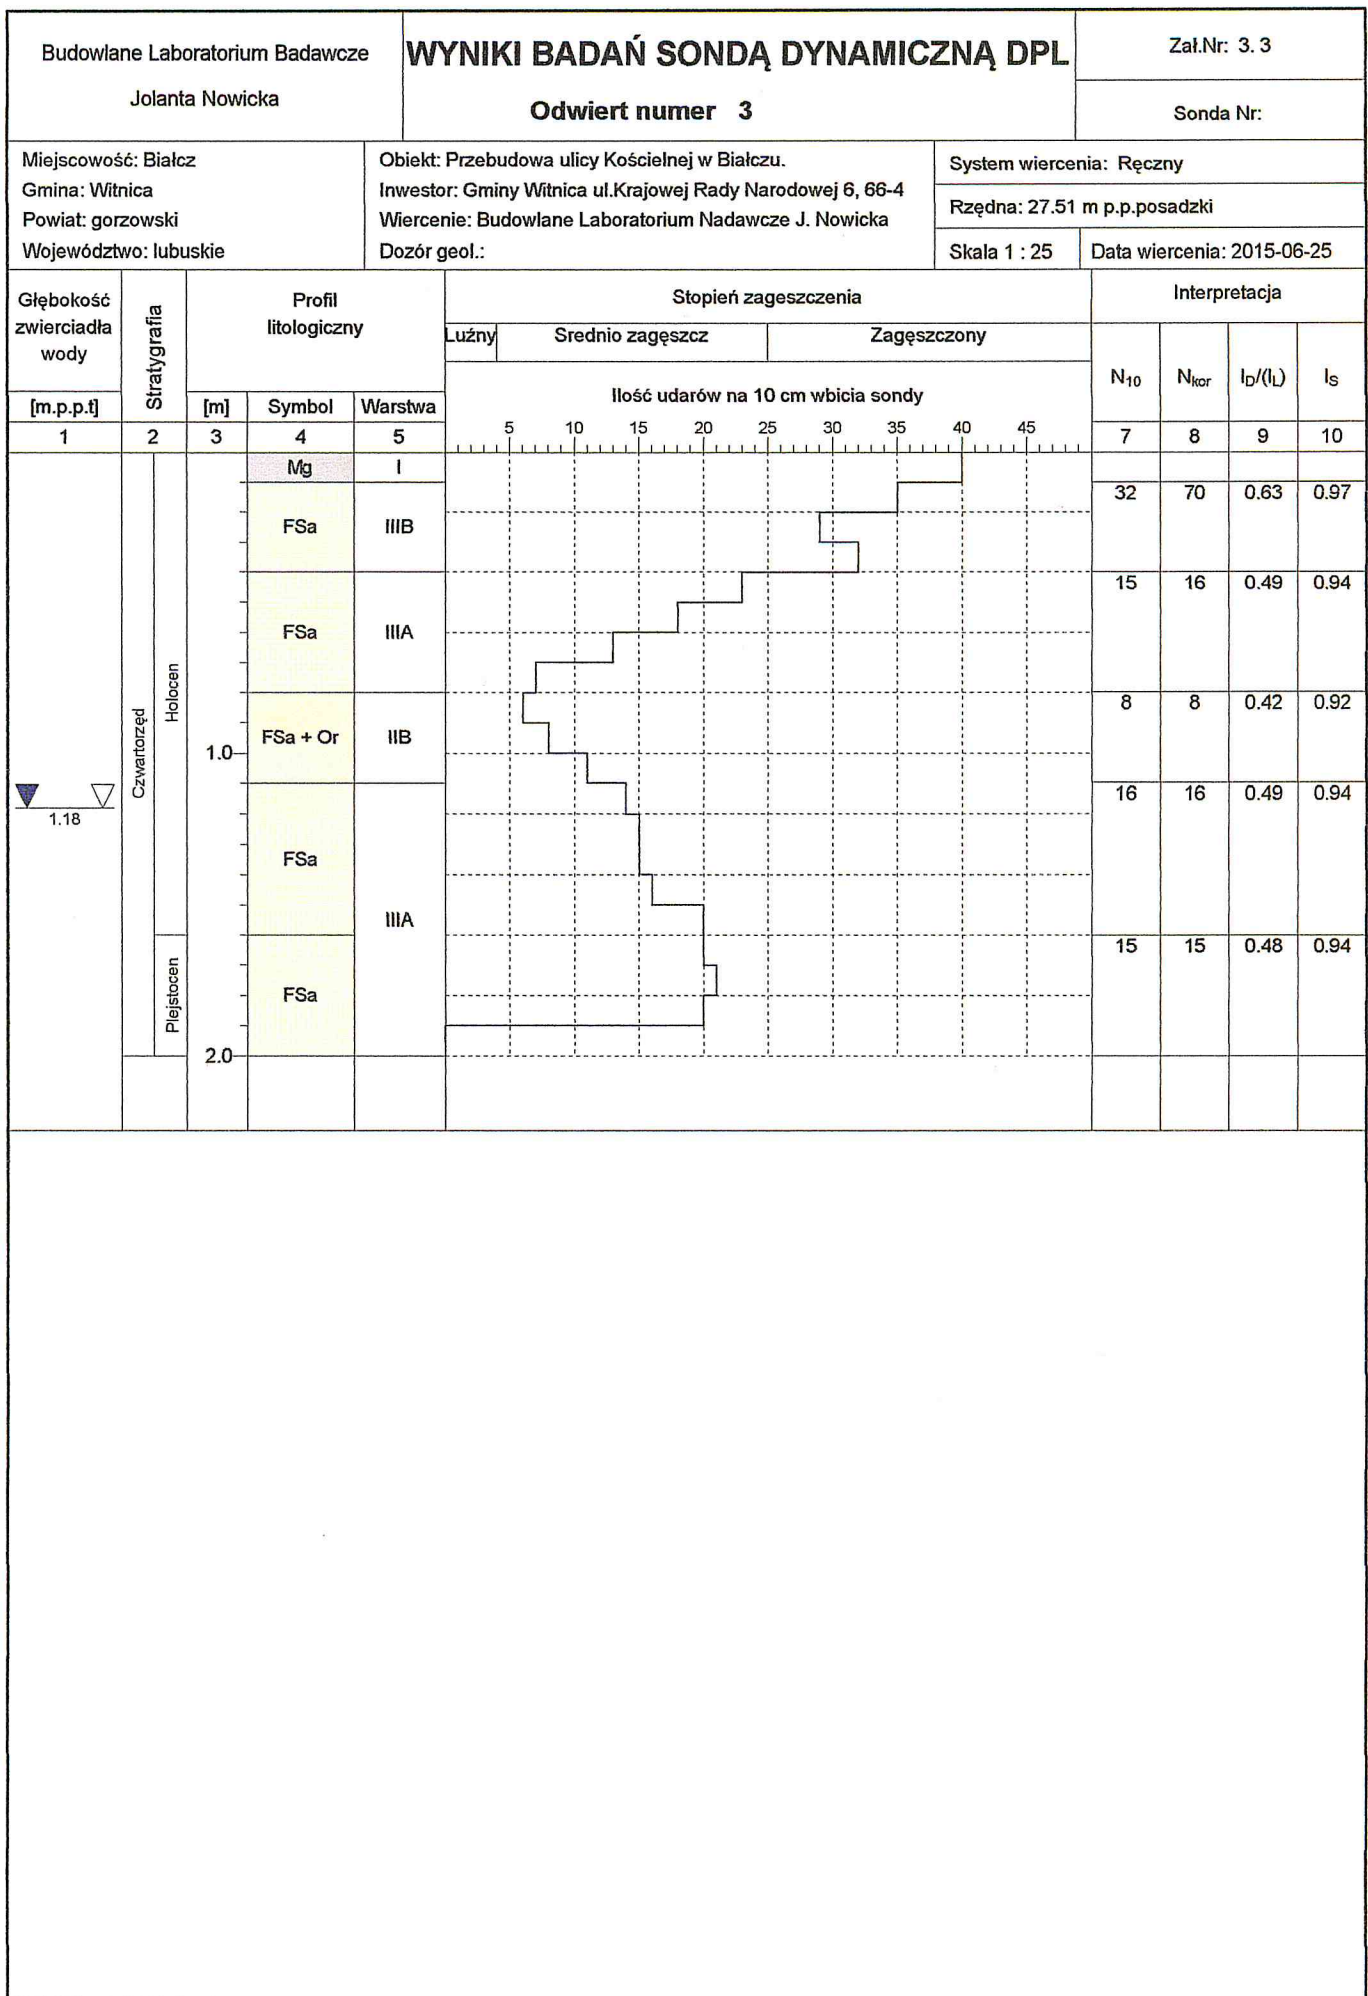 Budowlane Laboratorium Badawcze
Jolanta Nowicka
WYNIKI BADAŃ SONDĄ DYNAMICZNĄ DPL
Odwiert numer 3
Zał.Nr: 3. 3
Sonda Nr:
Miejscowość: Białcz
Gmina: Witnica
Powiat: gorzowski
Województwo: lubuskie
Obiekt: Przebudowa ulicy Kościelnej w Białczu.
Inwestor: Gminy Witnica ul.Krajowej Rady Narodowej 6, 66-4
Wiercenie: Budowlane Laboratorium Nadawcze J. Nowicka
Dozór geol.:
System wiercenia: Ręczny
Rzędna: 27.51 m p.p.posadzki
Skala 1 : 25
Data wiercenia: 2015-06-25
Głębokość
zwierciadła
wody
[m.p.p.t]
Stratygrafia
Profil
litologiczny
[m] Symbol Warstwa
Stopień zageszczenia
Luźny Srednio zagęszcz Zagęszczony
Ilość udarów na 10 cm wbicia sondy
5 10 15 20 25 30 35 40 45
Interpretacja
N10 Nkor ID/(IL) IS
1 2 3 4 5 7 8 9 10
Mg I
FSa IIIB 32 70 0.63 0.97
FSa IIIA 15 16 0.49 0.94
Czwartorzęd
Holocen
FSa + Or IIB 8 8 0.42 0.92
1.0
1.18
FSa 16 16 0.49 0.94
IIIA
Plejstocen
FSa 15 15 0.48 0.94
2.0